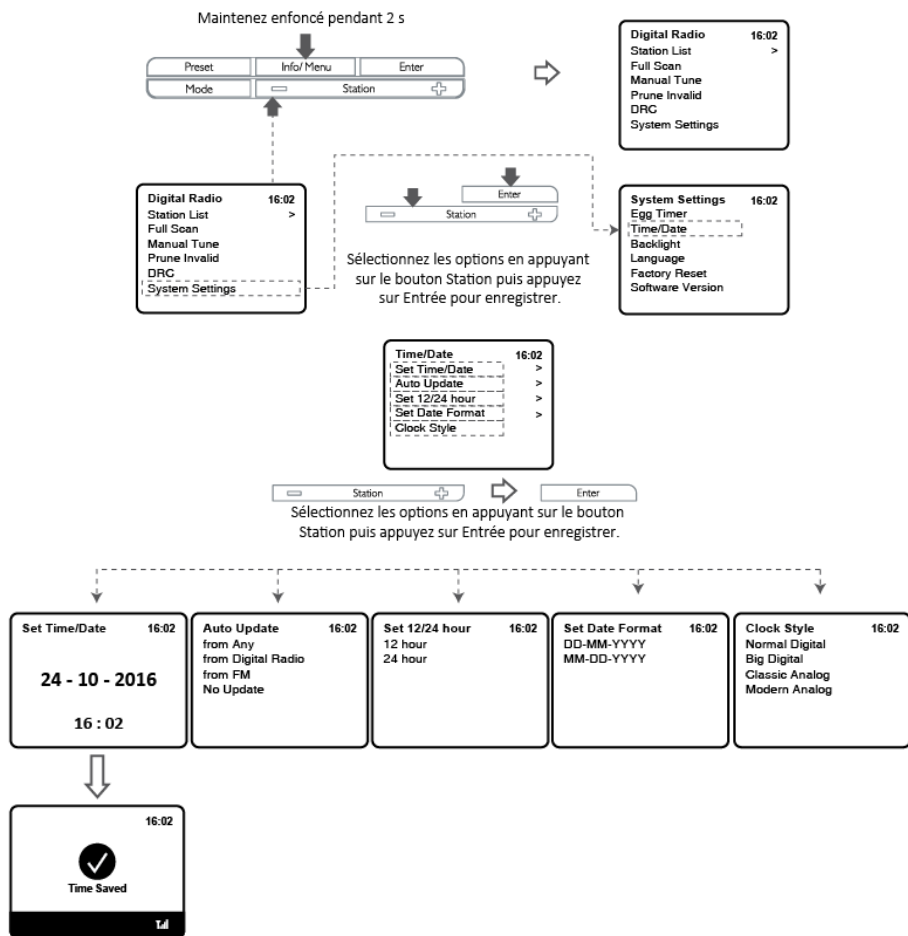 Maintenez enfoncé pendant 2 s
Preset Info/ Menu Enter
Mode Station
Digital Radio 16:02
Station List >
Full Scan
Manual Tune
Prune Invalid
DRC
System Settings
Digital Radio 16:02
Station List >
Full Scan
Manual Tune
Prune Invalid
DRC
System Settings
Enter
Station
Sélectionnez les options en appuyant
sur le bouton Station puis appuyez
sur Entrée pour enregistrer.
System Settings 16:02
Egg Timer
Time/Date
Backlight
Language
Factory Reset
Software Version
Time/Date 16:02
Set Time/Date >
Auto Update >
Set 12/24 hour >
Set Date Format >
Clock Style
Station Enter
Sélectionnez les options en appuyant sur le bouton
Station puis appuyez sur Entrée pour enregistrer.
Set Time/Date 16:02
24 - 10 - 2016
16 : 02
Auto Update 16:02
from Any
from Digital Radio
from FM
No Update
Set 12/24 hour 16:02
12 hour
24 hour
Set Date Format 16:02
DD-MM-YYYY
MM-DD-YYYY
Clock Style 16:02
Normal Digital
Big Digital
Classic Analog
Modern Analog
16:02
Time Saved